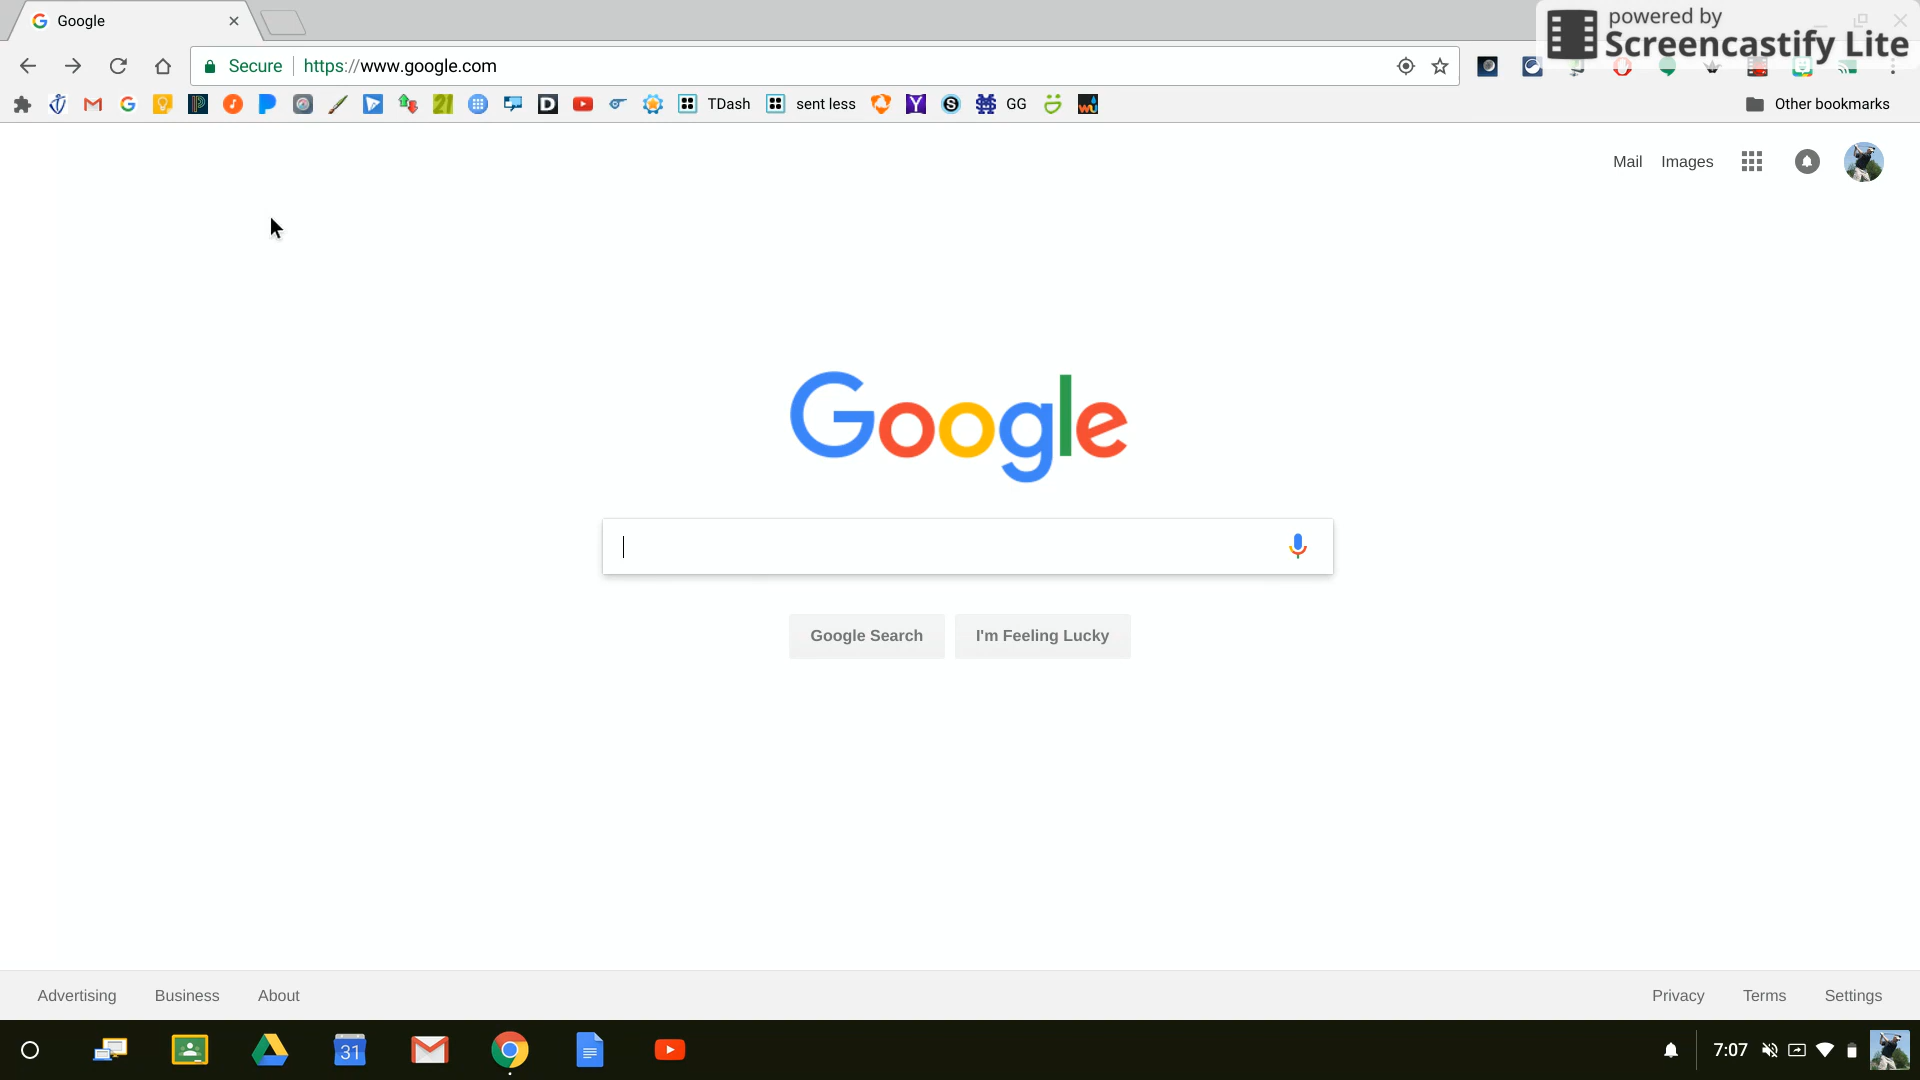 Google
powered by
Screencastify Lite
Secure
https://www.google.com
D
TDash
sent less
Y
S
GG
Other bookmarks
Mail
Images
Google
Google Search
I'm Feeling Lucky
Advertising
Business
About
Privacy
Terms
Settings
31
7:07